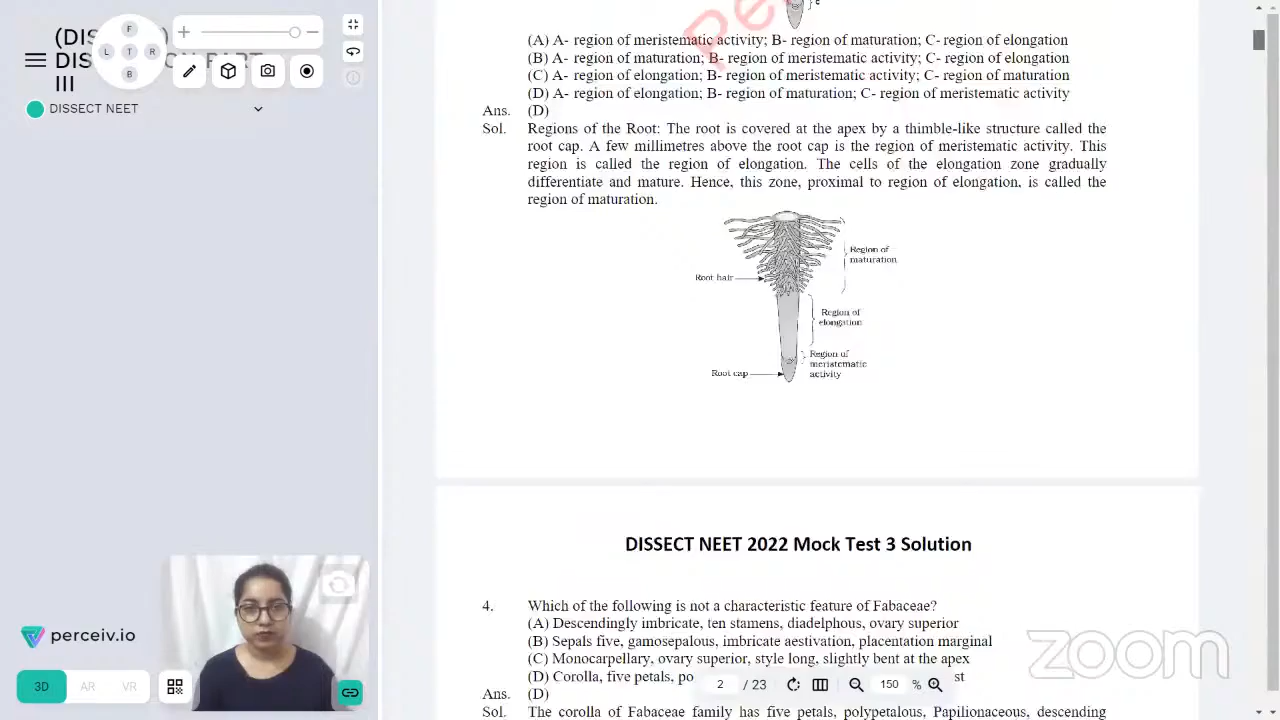 (DIS
DIS ON PART
III
F
L T R
B
DISSECT NEET
(A) A- region of meristematic activity; B- region of maturation; C- region of elongation
(B) A- region of maturation; B- region of meristematic activity; C- region of elongation
(C) A- region of elongation; B- region of meristematic activity; C- region of maturation
(D) A- region of elongation; B- region of maturation; C- region of meristematic activity
Ans. (D)
Sol. Regions of the Root: The root is covered at the apex by a thimble-like structure called the
root cap. A few millimetres above the root cap is the region of meristematic activity. This
region is called the region of elongation. The cells of the elongation zone gradually
differentiate and mature. Hence, this zone, proximal to region of elongation, is called the
region of maturation.
Region of
maturation
Root hair
Region of
elongation
Region of
meristematic
activity
Root cap
DISSECT NEET 2022 Mock Test 3 Solution
4. Which of the following is not a characteristic feature of Fabaceae?
(A) Descendingly imbricate, ten stamens, diadelphous, ovary superior
(B) Sepals five, gamosepalous, imbricate aestivation, placentation marginal
(C) Monocarpellary, ovary superior, style long, slightly bent at the apex
(D) Corolla, five petals, po st
Ans. (D)
Sol. The corolla of Fabaceae family has five petals, polypetalous, Papilionaceous, descending
2 / 23 150 %
perceiv.io
3D AR VR
zoom